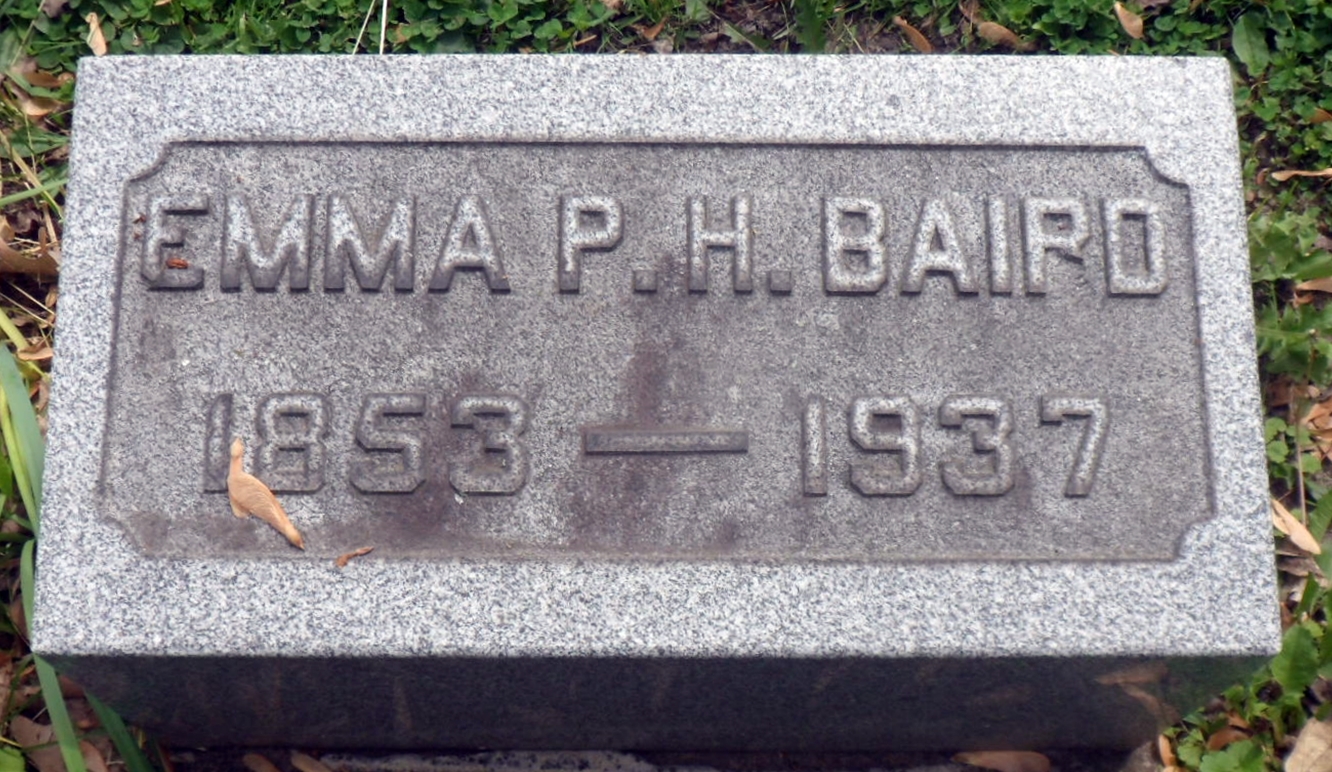 EMMA P. H. BAIRD
1853 — 1937